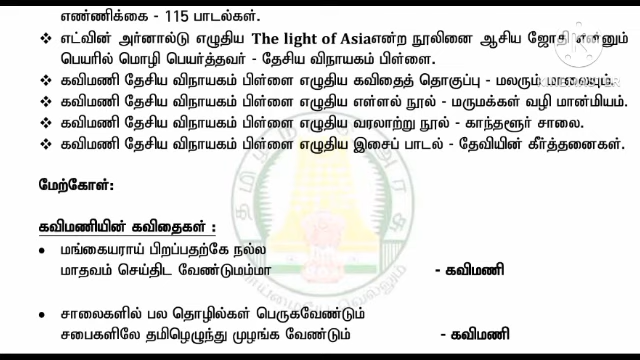 எண்ணிக்கை - 115 பாடல்கள்.
❖ எட்வின் அர்னால்டு எழுதிய The light of Asiaஎன்ற நூலினை ஆசிய ஜோதி என்னும்
பெயரில் மொழி பெயர்த்தவர் - தேசிய விநாயகம் பிள்ளை.
❖ கவிமணி தேசிய விநாயகம் பிள்ளை எழுதிய கவிதைத் தொகுப்பு - மலரும் மாலையும்.
❖ கவிமணி தேசிய விநாயகம் பிள்ளை எழுதிய எள்ளல் நூல் - மருமக்கள் வழி மான்மியம்.
❖ கவிமணி தேசிய விநாயகம் பிள்ளை எழுதிய வரலாற்று நூல் - காந்தளூர் சாலை.
❖ கவிமணி தேசிய விநாயகம் பிள்ளை எழுதிய இசைப் பாடல் - தேவியின் கீர்த்தனைகள்.
மேற்கோள்:
கவிமணியின் கவிதைகள் :
• மங்கையராய் பிறப்பதற்கே நல்ல
மாதவம் செய்திட வேண்டுமம்மா - கவிமணி
• சாலைகளில் பல தொழில்கள் பெருகவேண்டும்
சபைகளிலே தமிழெழுந்து முழங்க வேண்டும் - கவிமணி